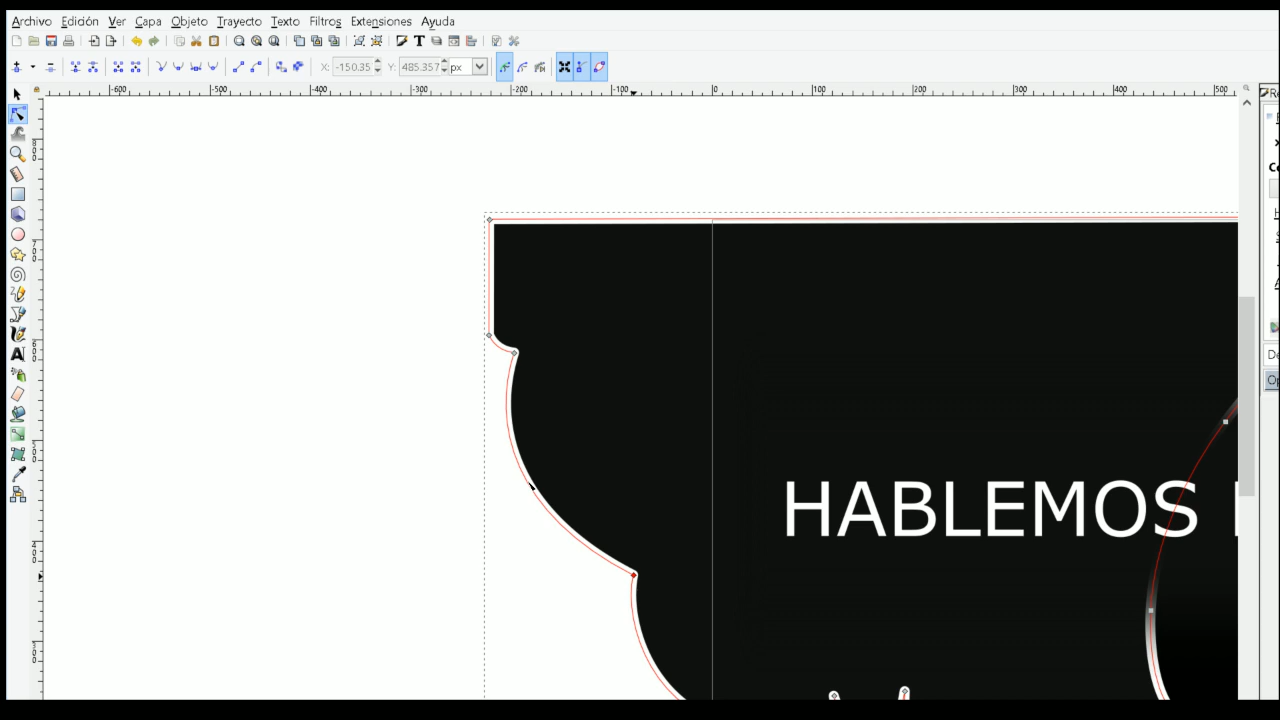 Archivo Edición Ver Capa Objeto Trayecto Texto Filtros Extensiones Ayuda
X: -150.35 Y: 485.357 px
-600 -500 -400 -300 -200 -100 0 100 200 300 400 500
HABLEMOS